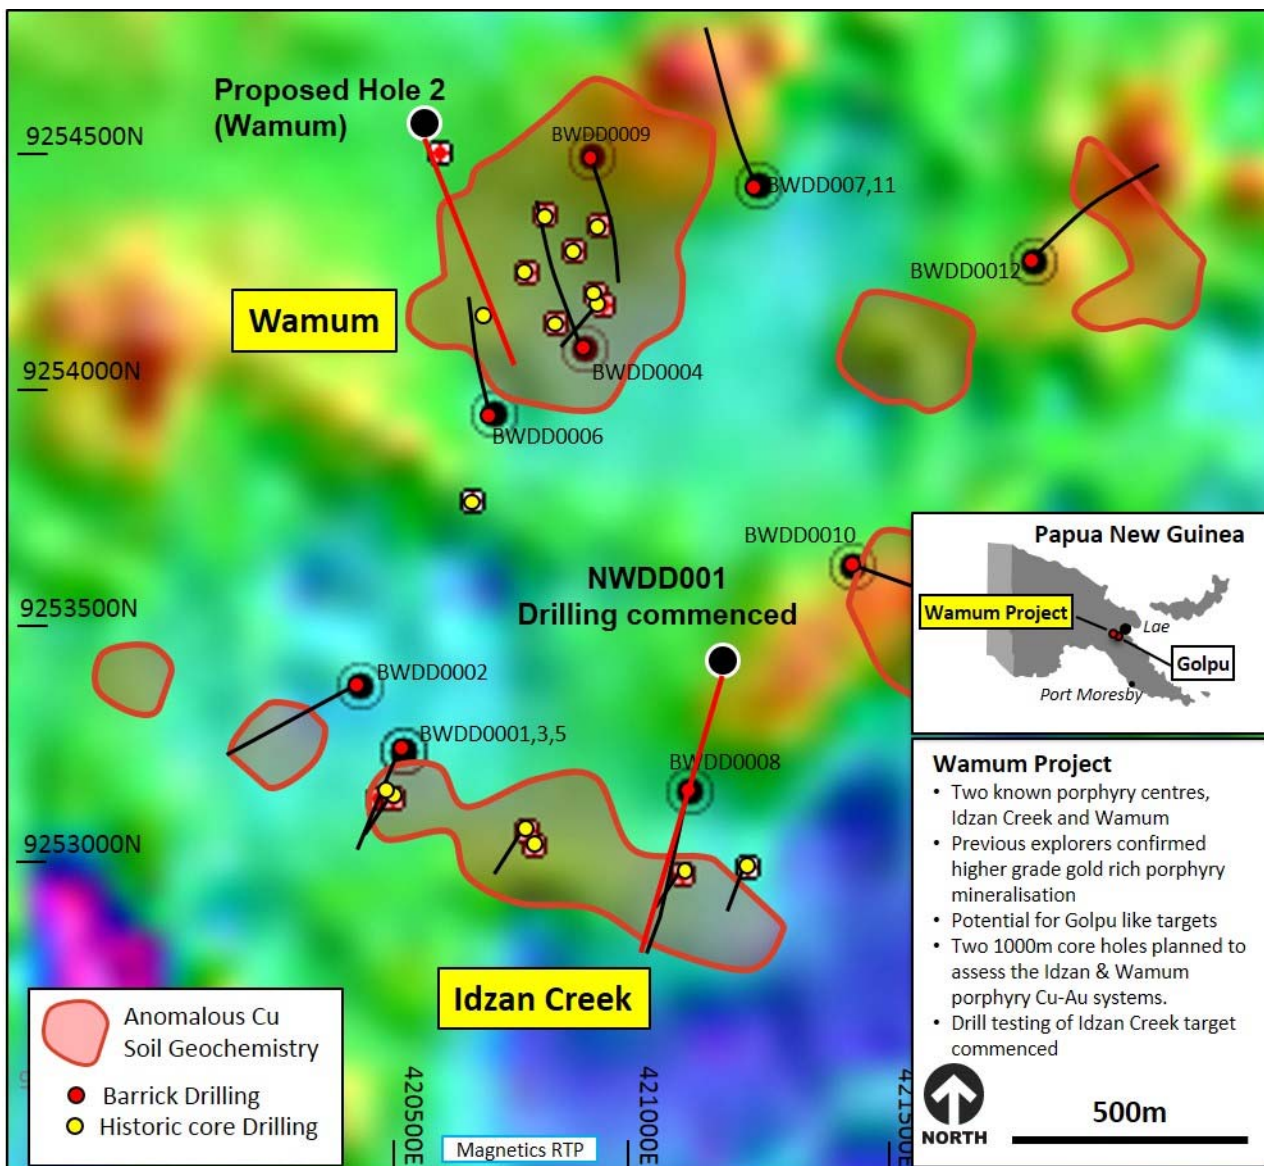 Proposed Hole 2
(Wamum)
9254500N
BWDD0009
BWDD007,11
BWDD0012
Wamum
9254000N
BWDD0004
BWDD0006
BWDD0010
NWDD001
Drilling commenced
9253500N
BWDD0002
BWDD0001,3,5
BWDD0008
9253000N
Idzan Creek
Papua New Guinea
Wamum Project
Lae
Golpu
Port Moresby
Wamum Project
• Two known porphyry centres,
Idzan Creek and Wamum
• Previous explorers confirmed
higher grade gold rich porphyry
mineralisation
• Potential for Golpu like targets
• Two 1000m core holes planned to
assess the Idzan & Wamum
porphyry Cu-Au systems.
• Drill testing of Idzan Creek target
commenced
NORTH
500m
Anomalous Cu
Soil Geochemistry
Barrick Drilling
Historic core Drilling
420500E
421000E
421500E
Magnetics RTP